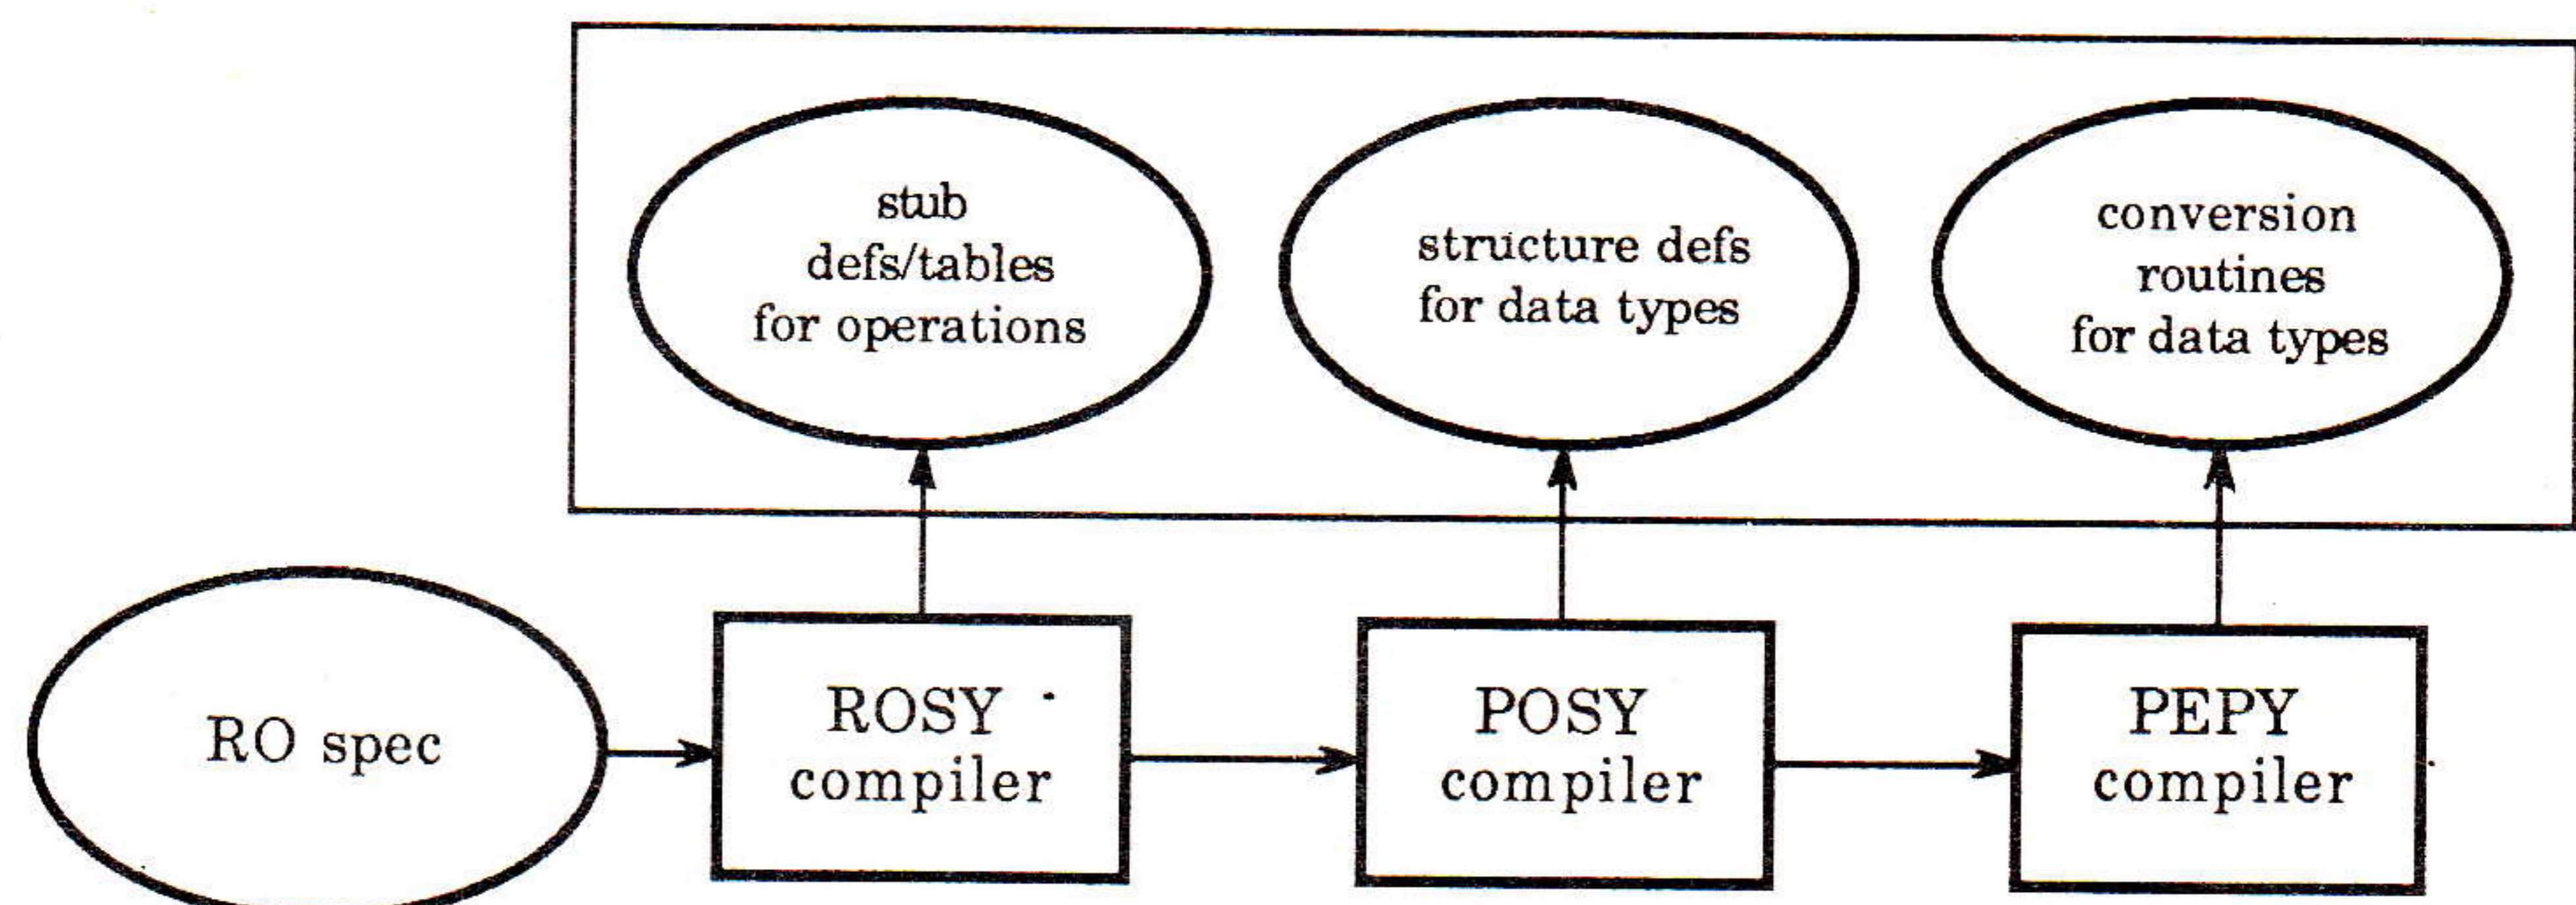 stub
defs/tables
for operations
structure defs
for data types
conversion
routines
for data types
RO spec
ROSY
compiler
POSY
compiler
PEPY
compiler